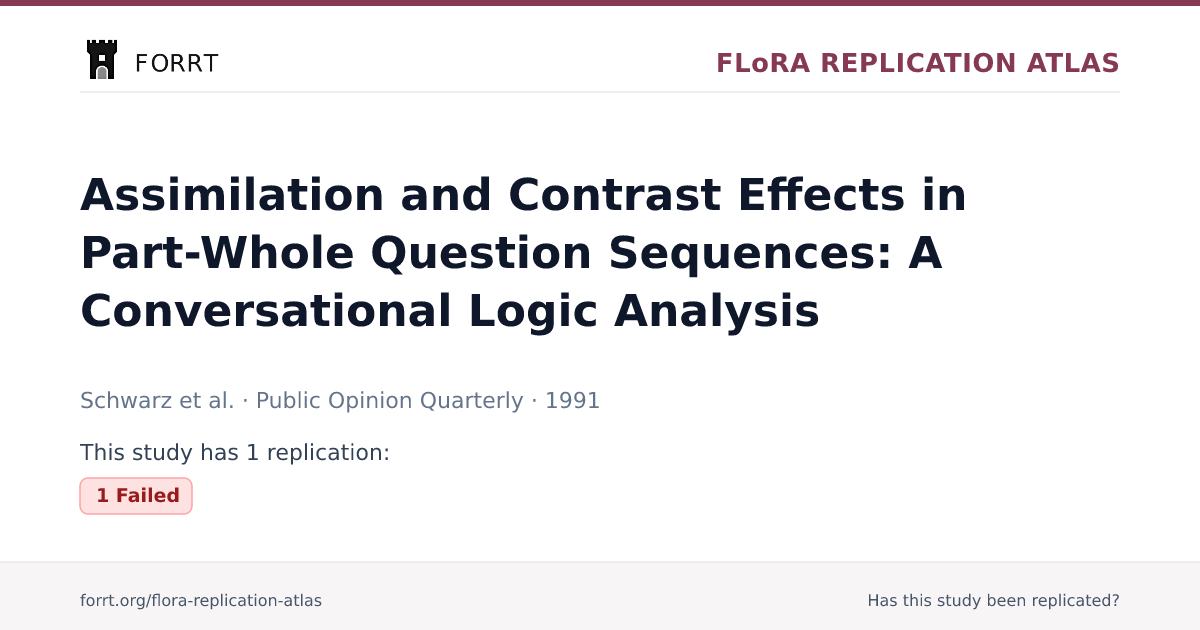 FORRT
FLoRA REPLICATION ATLAS
Assimilation and Contrast Effects in
Part-Whole Question Sequences: A
Conversational Logic Analysis
Schwarz et al. · Public Opinion Quarterly · 1991
This study has 1 replication:
1 Failed
forrt.org/flora-replication-atlas
Has this study been replicated?